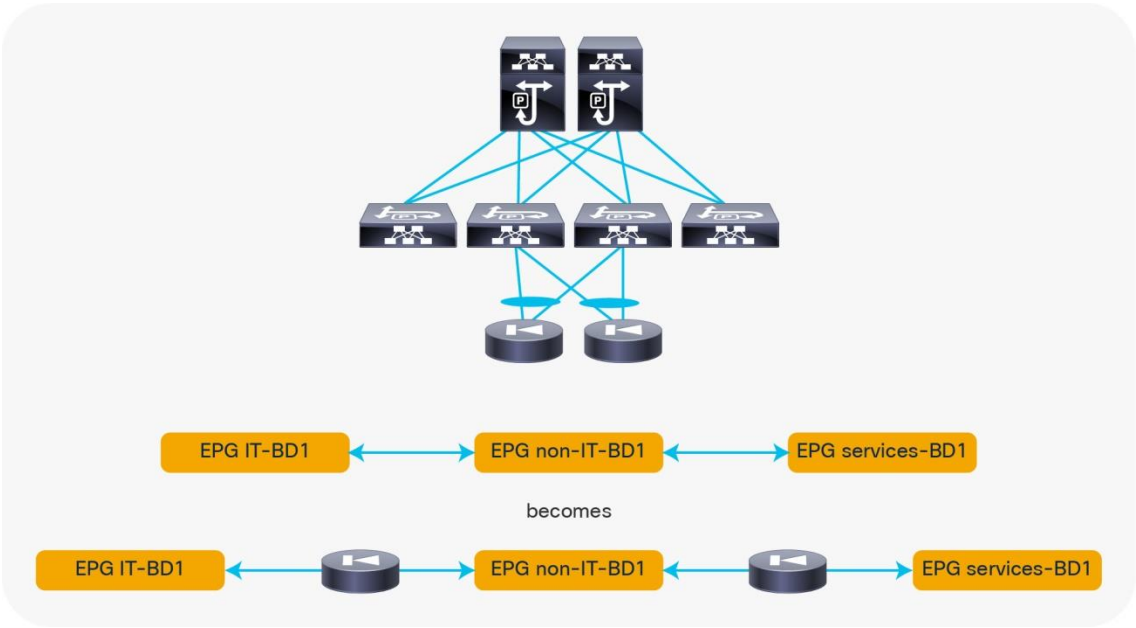 P
P
P
P
P
P
EPG IT-BD1
EPG non-IT-BD1
EPG services-BD1
becomes
EPG IT-BD1
EPG non-IT-BD1
EPG services-BD1